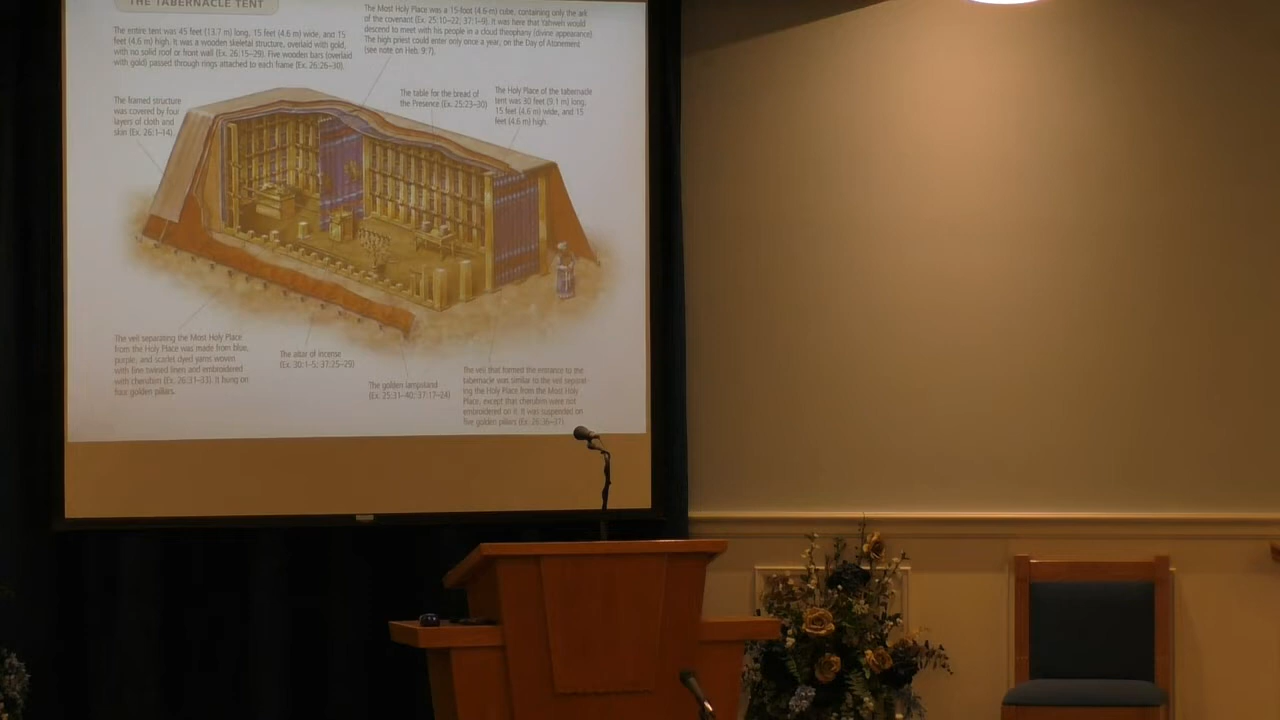 THE TABERNACLE TENT
The entire tent was 45 feet (13.7 m) long, 15 feet (4.6 m) wide, and 15
feet (4.6 m) high. It was a wooden skeletal structure, overlaid with gold,
with no solid roof or front wall (Ex. 26:15–29). Five wooden bars (overlaid
with gold) passed through rings attached to each frame (Ex. 26:26–30).
The Most Holy Place was a 15-foot (4.6-m) cube, containing only the ark
of the covenant (Ex. 25:10–22; 37:1–9). It was here that Yahweh would
descend to meet with his people in a cloud theophany (divine appearance).
The high priest could enter only once a year, on the Day of Atonement
(see note on Heb. 9:7).
The framed structure
was covered by four
layers of cloth and
skin (Ex. 26:1–14).
The table for the bread of
the Presence (Ex. 25:23–30)
The Holy Place of the tabernacle
tent was 30 feet (9.1 m) long,
15 feet (4.6 m) wide, and 15
feet (4.6 m) high.
The veil separating the Most Holy Place
from the Holy Place was made from blue,
purple, and scarlet dyed yarns woven
with fine twined linen and embroidered
with cherubim (Ex. 26:31–33). It hung on
four golden pillars.
The altar of incense
(Ex. 30:1–5; 37:25–29)
The golden lampstand
(Ex. 25:31–40; 37:17–24)
The veil that formed the entrance to the
tabernacle was similar to the veil separat-
ing the Holy Place from the Most Holy
Place, except that cherubim were not
embroidered on it. It was suspended on
five golden pillars (Ex. 26:36–37).